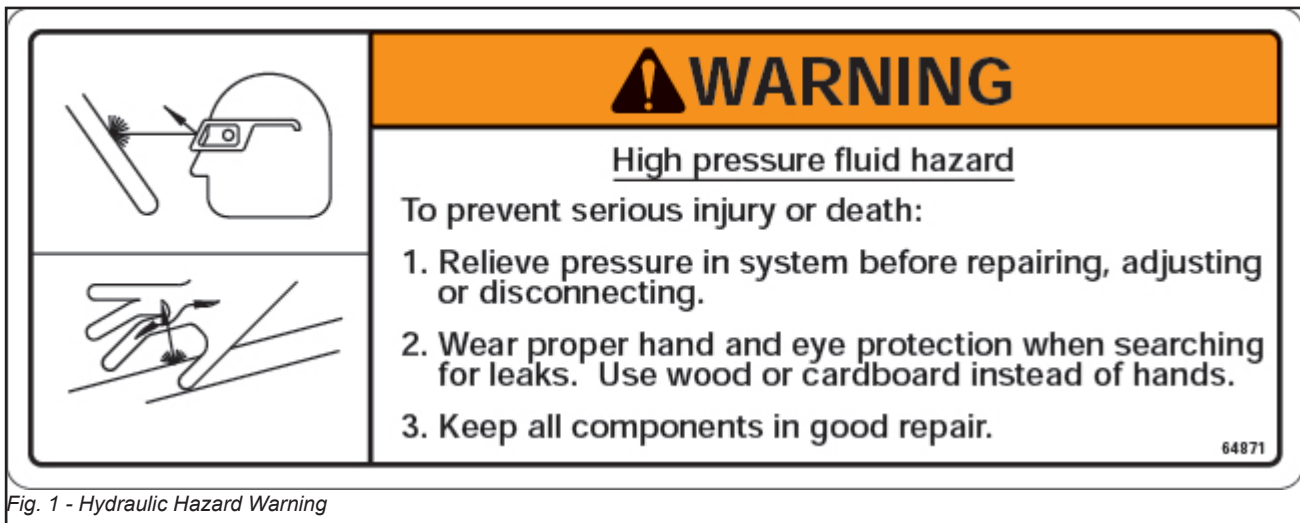 WARNING
High pressure fluid hazard
To prevent serious injury or death:
1. Relieve pressure in system before repairing, adjusting
or disconnecting.
2. Wear proper hand and eye protection when searching
for leaks.  Use wood or cardboard instead of hands.
3. Keep all components in good repair.
64871
Fig. 1 - Hydraulic Hazard Warning